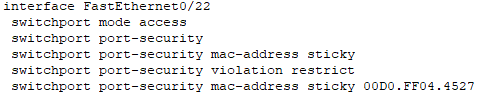 interface FastEthernet0/22
switchport mode access
switchport port-security
switchport port-security mac-address sticky
switchport port-security violation restrict
switchport port-security mac-address sticky 00D0.FF04.4527